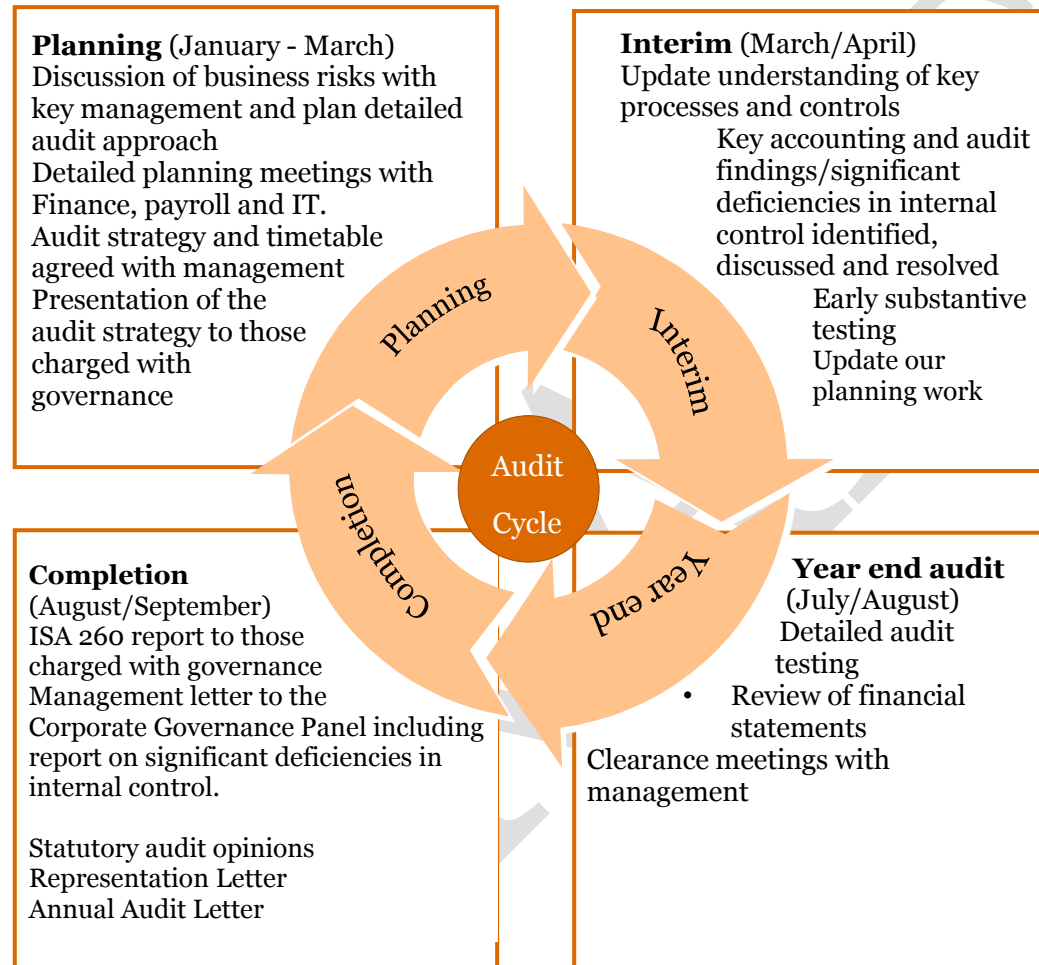 Planning (January - March)
Discussion of business risks with
key management and plan detailed
audit approach
Detailed planning meetings with
Finance, payroll and IT.
Audit strategy and timetable
agreed with management
Presentation of the
audit strategy to those
charged with
governance
Interim (March/April)
Update understanding of key
processes and controls
Key accounting and audit
findings/significant
deficiencies in internal
control identified,
discussed and resolved
Early substantive
testing
Update our
planning work
Planning
Interim
Audit
Cycle
Completion
Year end
Completion
(August/September)
ISA 260 report to those
charged with governance
Management letter to the
Corporate Governance Panel including
report on significant deficiencies in
internal control.
Statutory audit opinions
Representation Letter
Annual Audit Letter
Year end audit
(July/August)
Detailed audit
testing
• Review of financial
statements
Clearance meetings with
management